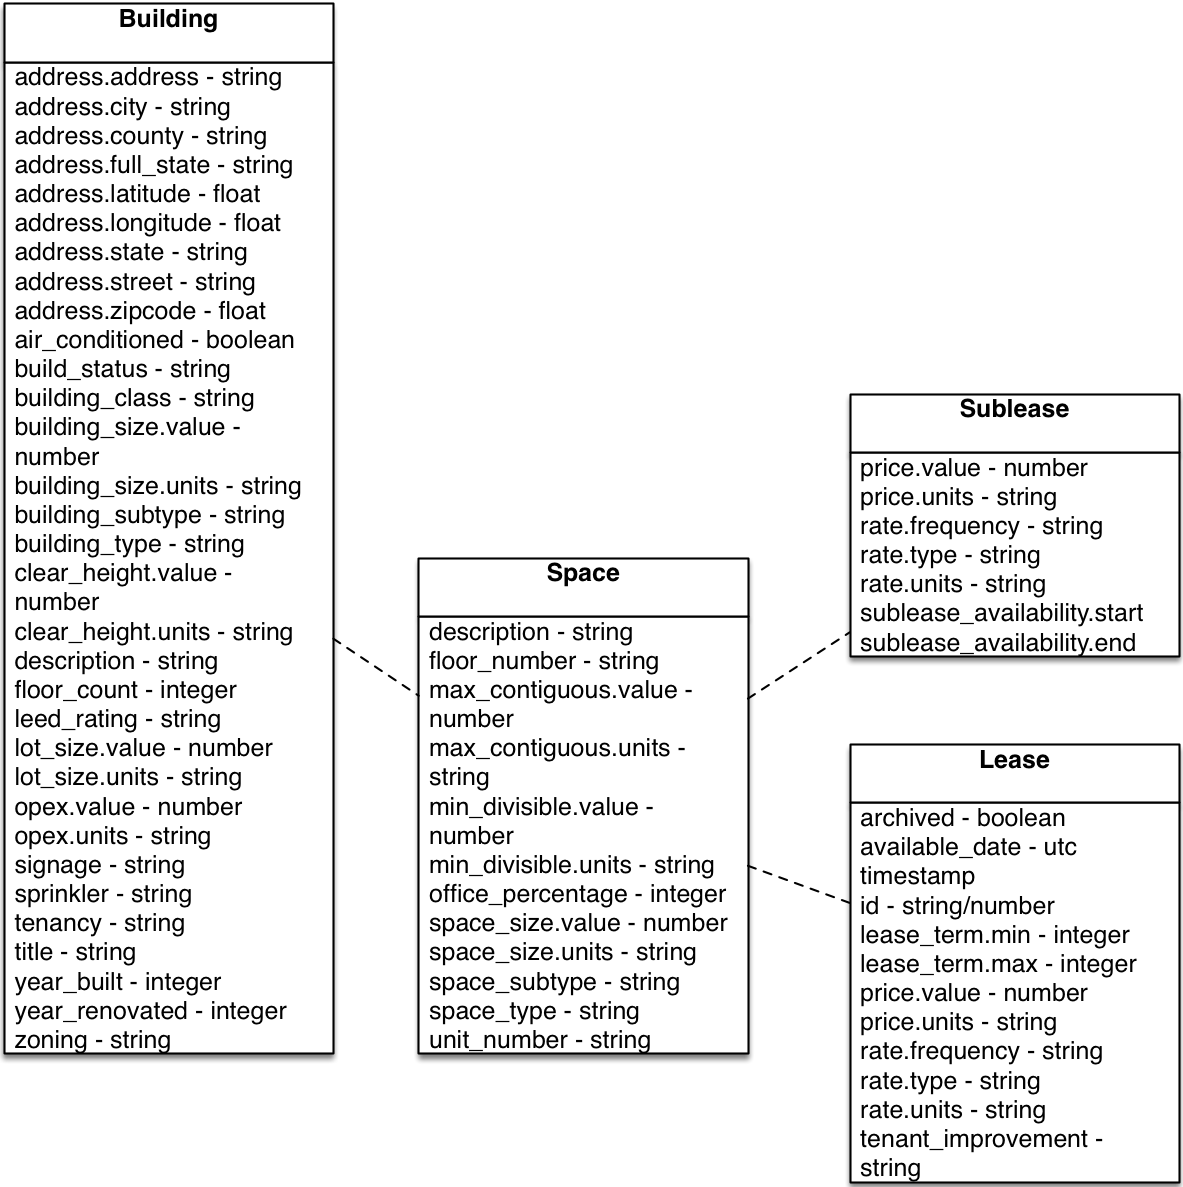 Building
address.address - string
address.city - string
address.county - string
address.full_state - string
address.latitude - float
address.longitude - float
address.state - string
address.street - string
address.zipcode - float
air_conditioned - boolean
build_status - string
building_class - string
building_size.value -
number
building_size.units - string
building_subtype - string
building_type - string
clear_height.value -
number
clear_height.units - string
description - string
floor_count - integer
leed_rating - string
lot_size.value - number
lot_size.units - string
opex.value - number
opex.units - string
signage - string
sprinkler - string
tenancy - string
title - string
year_built - integer
year_renovated - integer
zoning - string
Space
description - string
floor_number - string
max_contiguous.value -
number
max_contiguous.units -
string
min_divisible.value -
number
min_divisible.units - string
office_percentage - integer
space_size.value - number
space_size.units - string
space_subtype - string
space_type - string
unit_number - string
Sublease
price.value - number
price.units - string
rate.frequency - string
rate.type - string
rate.units - string
sublease_availability.start
sublease_availability.end
Lease
archived - boolean
available_date - utc
timestamp
id - string/number
lease_term.min - integer
lease_term.max - integer
price.value - number
price.units - string
rate.frequency - string
rate.type - string
rate.units - string
tenant_improvement -
string